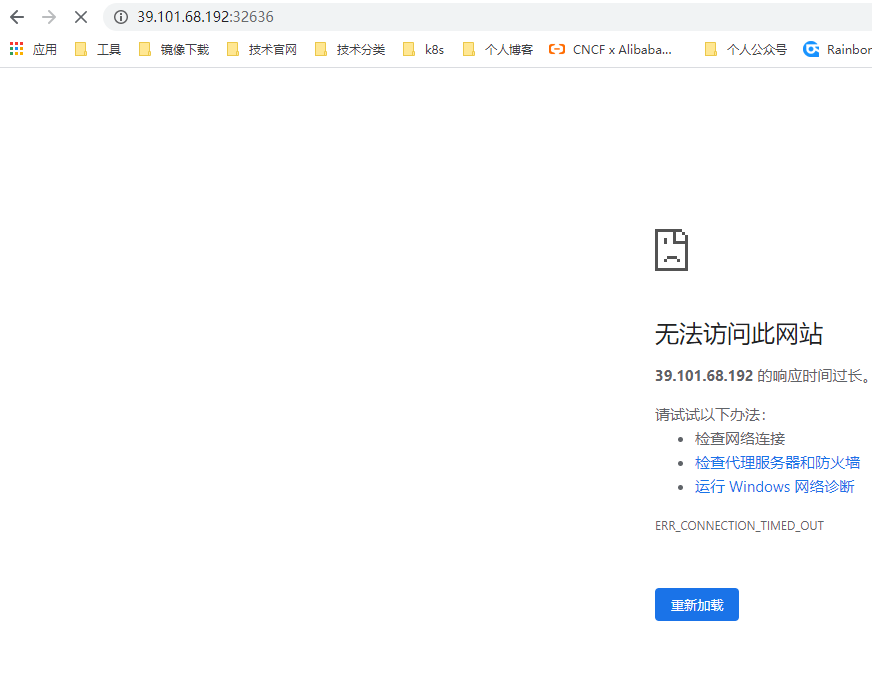 39.101.68.192:32636
应用 工具 镜像下载 技术官网 技术分类 k8s 个人博客 CNCF x Alibaba... 个人公众号 Rainbor
无法访问此网站
39.101.68.192 的响应时间过长。
请试试以下办法：
检查网络连接
检查代理服务器和防火墙
运行 Windows 网络诊断
ERR_CONNECTION_TIMED_OUT
重新加载